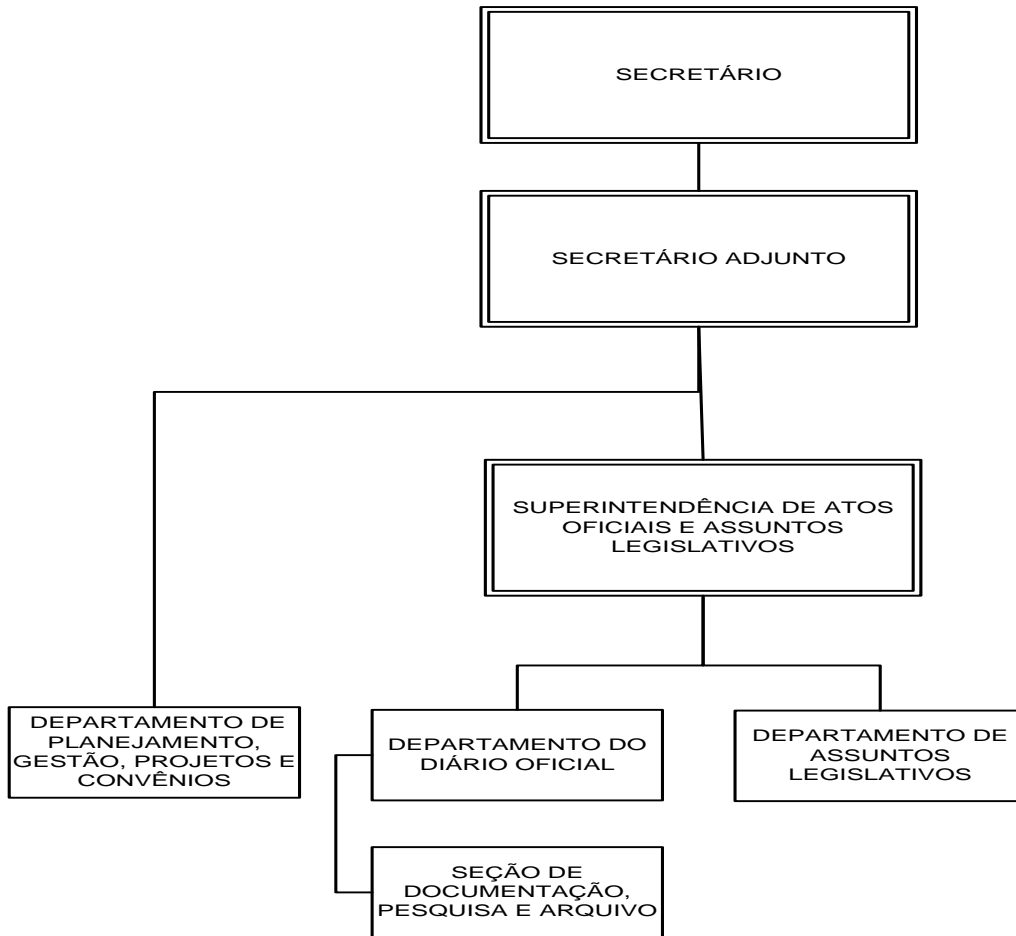 SECRETÁRIO
SECRETÁRIO ADJUNTO
SUPERINTENDÊNCIA DE ATOS
OFICIAIS E ASSUNTOS
LEGISLATIVOS
DEPARTAMENTO DE
PLANEJAMENTO,
GESTÃO, PROJETOS E
CONVÊNIOS
DEPARTAMENTO DO
DIÁRIO OFICIAL
DEPARTAMENTO DE
ASSUNTOS
LEGISLATIVOS
SEÇÃO DE
DOCUMENTAÇÃO,
PESQUISA E ARQUIVO